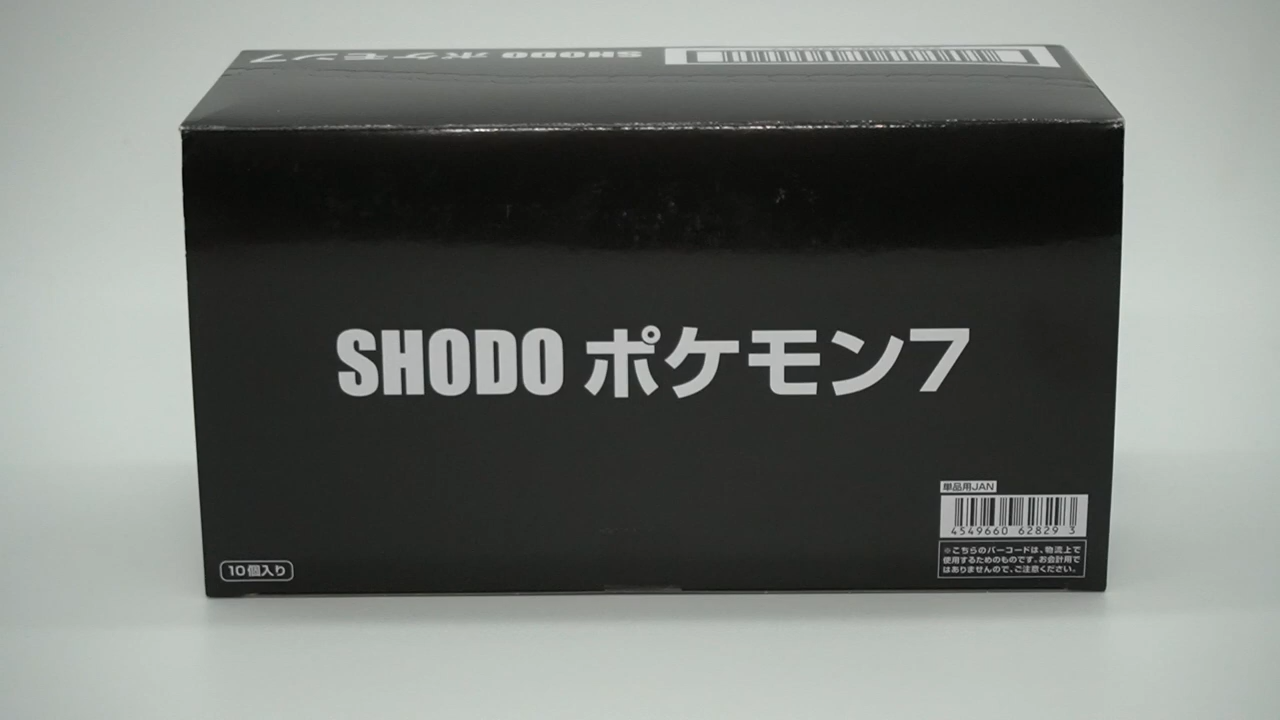 SHODO ポケモン7
SHODO ポケモン7
10個入り
単品用JAN
4549660 62829 3
※こちらのバーコードは、物流上で
使用するためのものです。お会計用で
はありませんので、ご注意ください。